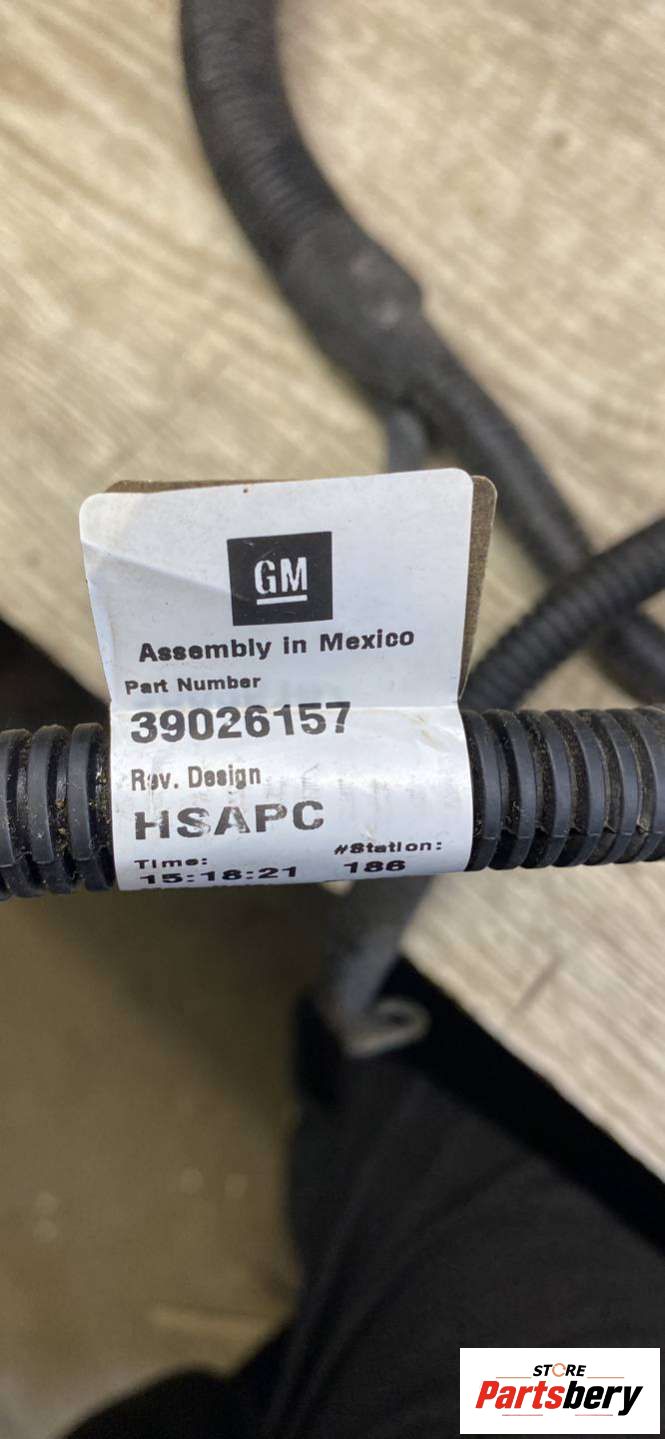 GM
Assembly in Mexico
Part Number
39026157
Rev. Design
HSAPC
Time: #Station:
15:18:21 186
STORE
Partsbery